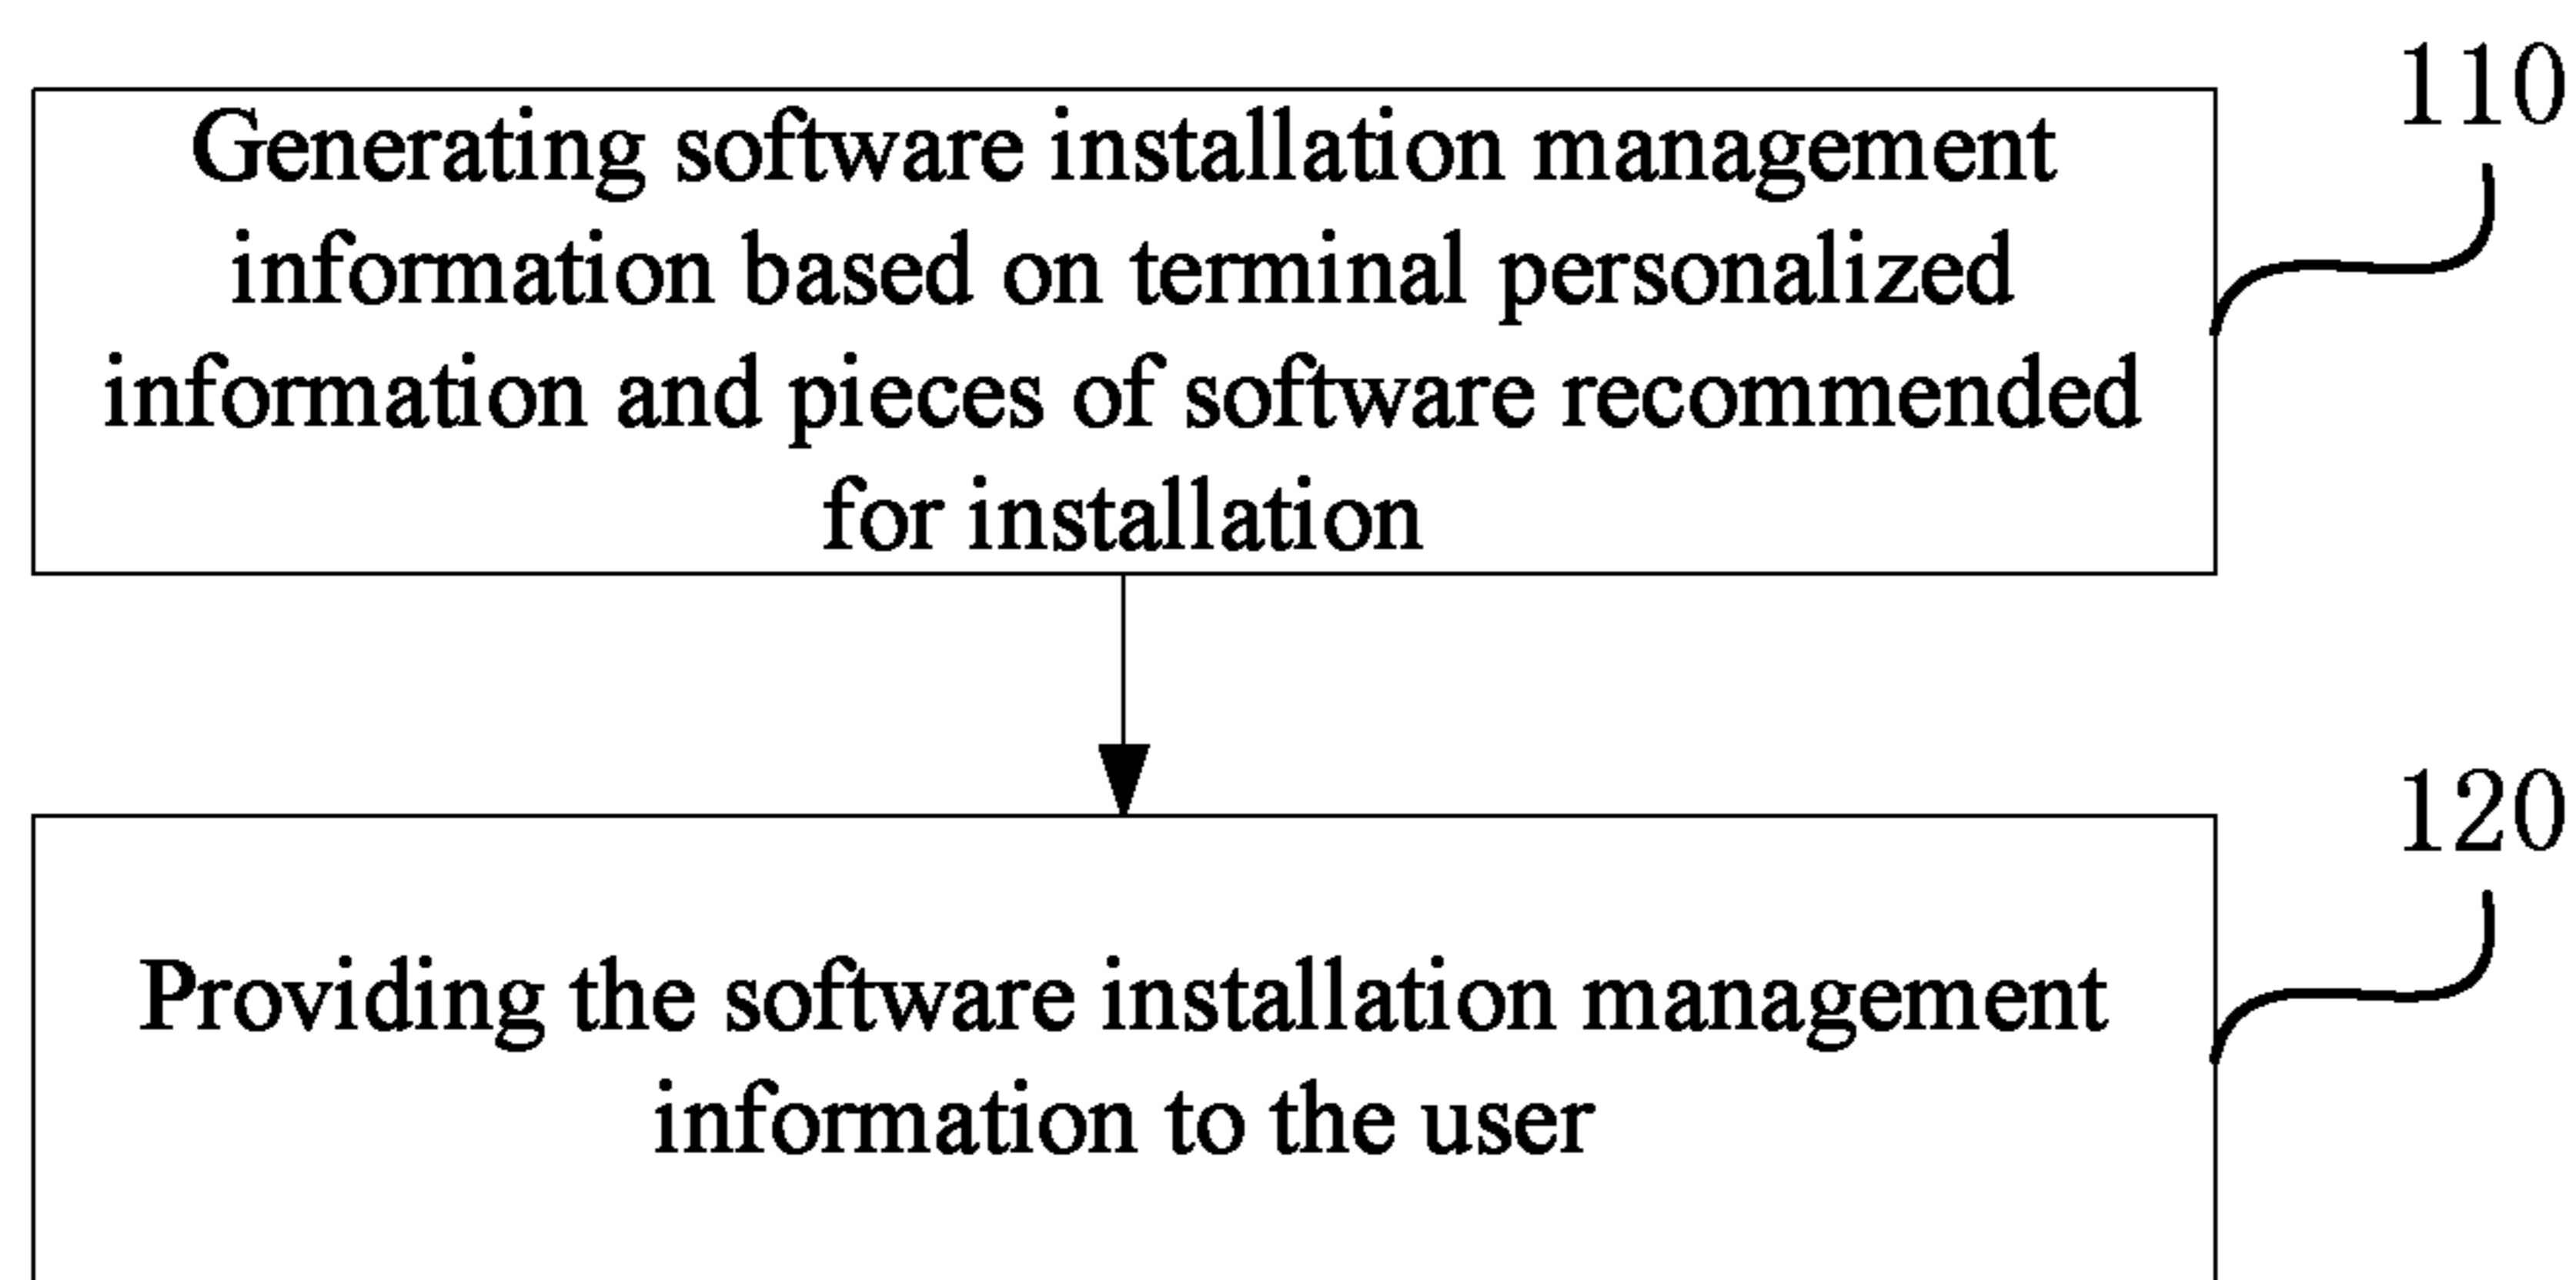 110
Generating software installation management
information based on terminal personalized
information and pieces of software recommended
for installation
120
Providing the software installation management
information to the user